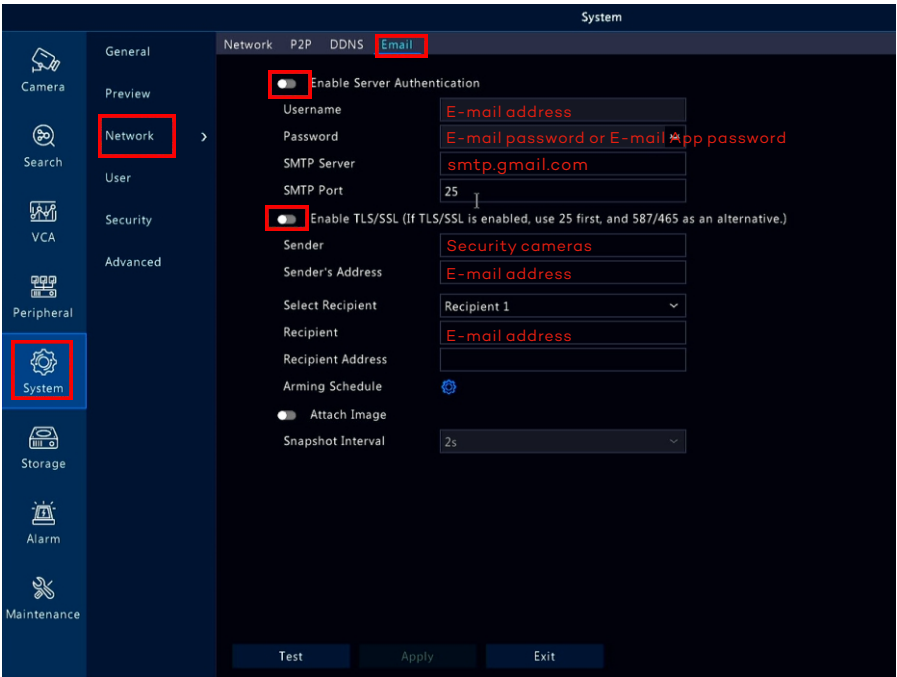 System
Camera
Search
VCA
Peripheral
System
Storage
Alarm
Maintenance
General
Preview
Network
User
Security
Advanced
Network P2P DDNS Email
Enable Server Authentication
Username E-mail address
Password E-mail password or E-mail App password
SMTP Server smtp.gmail.com
SMTP Port 25
Enable TLS/SSL (If TLS/SSL is enabled, use 25 first, and 587/465 as an alternative.)
Sender Security cameras
Sender's Address E-mail address
Select Recipient Recipient 1
Recipient E-mail address
Recipient Address
Arming Schedule
Attach Image
Snapshot Interval 2s
Test Apply Exit